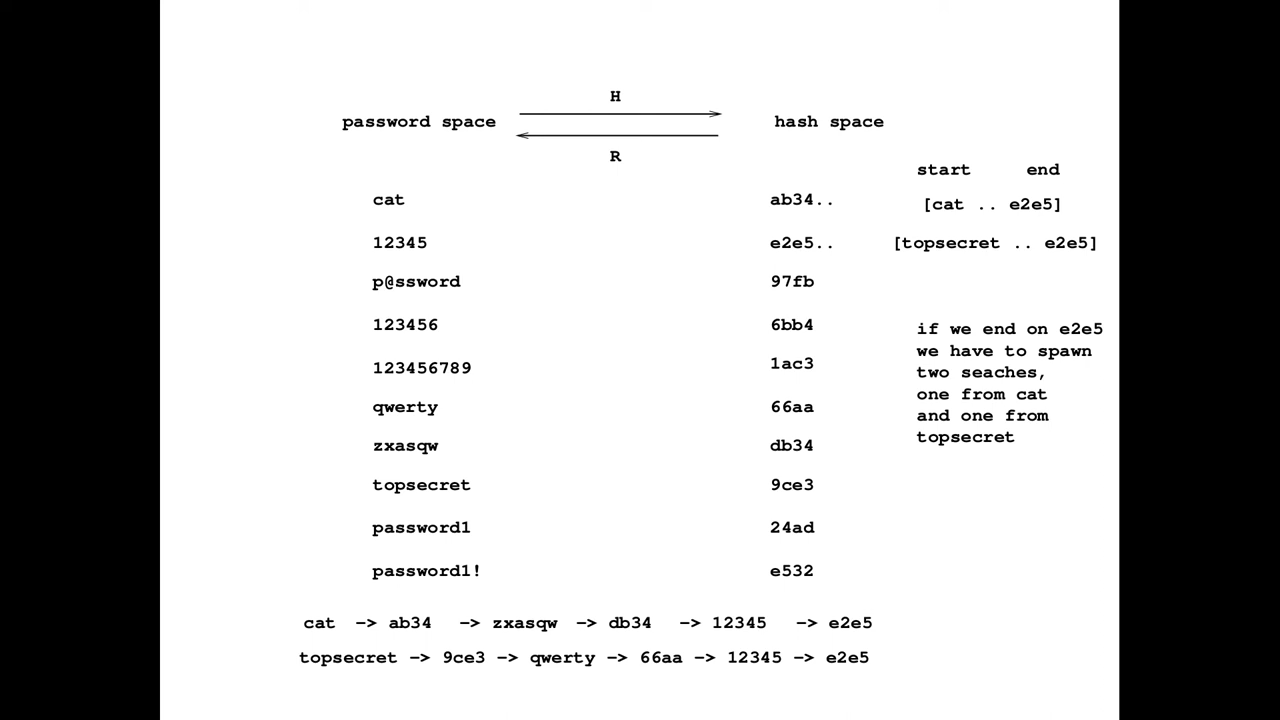 H
password space
hash space
R
start end
cat ab34.. [cat .. e2e5]
12345 e2e5.. [topsecret .. e2e5]
p@ssword 97fb
123456 6bb4
if we end on e2e5
we have to spawn
two seaches,
one from cat
and one from
topsecret
123456789 1ac3
qwerty 66aa
zxasqw db34
topsecret 9ce3
password1 24ad
password1! e532
cat -> ab34 -> zxasqw -> db34 -> 12345 -> e2e5
topsecret -> 9ce3 -> qwerty -> 66aa -> 12345 -> e2e5